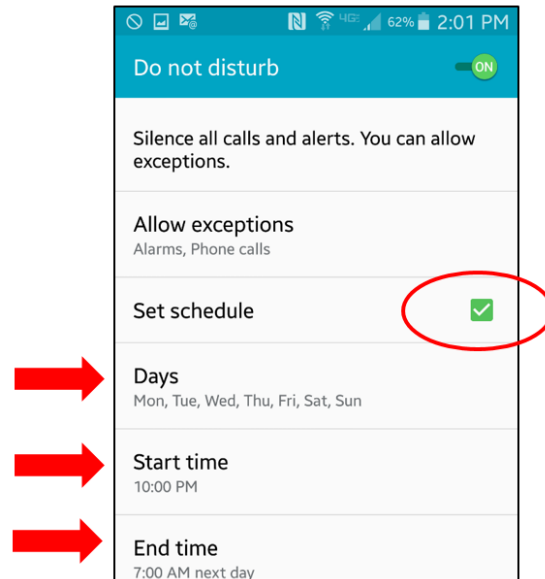 4GE 62% 2:01 PM
Do not disturb
ON
Silence all calls and alerts. You can allow
exceptions.
Allow exceptions
Alarms, Phone calls
Set schedule
Days
Mon, Tue, Wed, Thu, Fri, Sat, Sun
Start time
10:00 PM
End time
7:00 AM next day